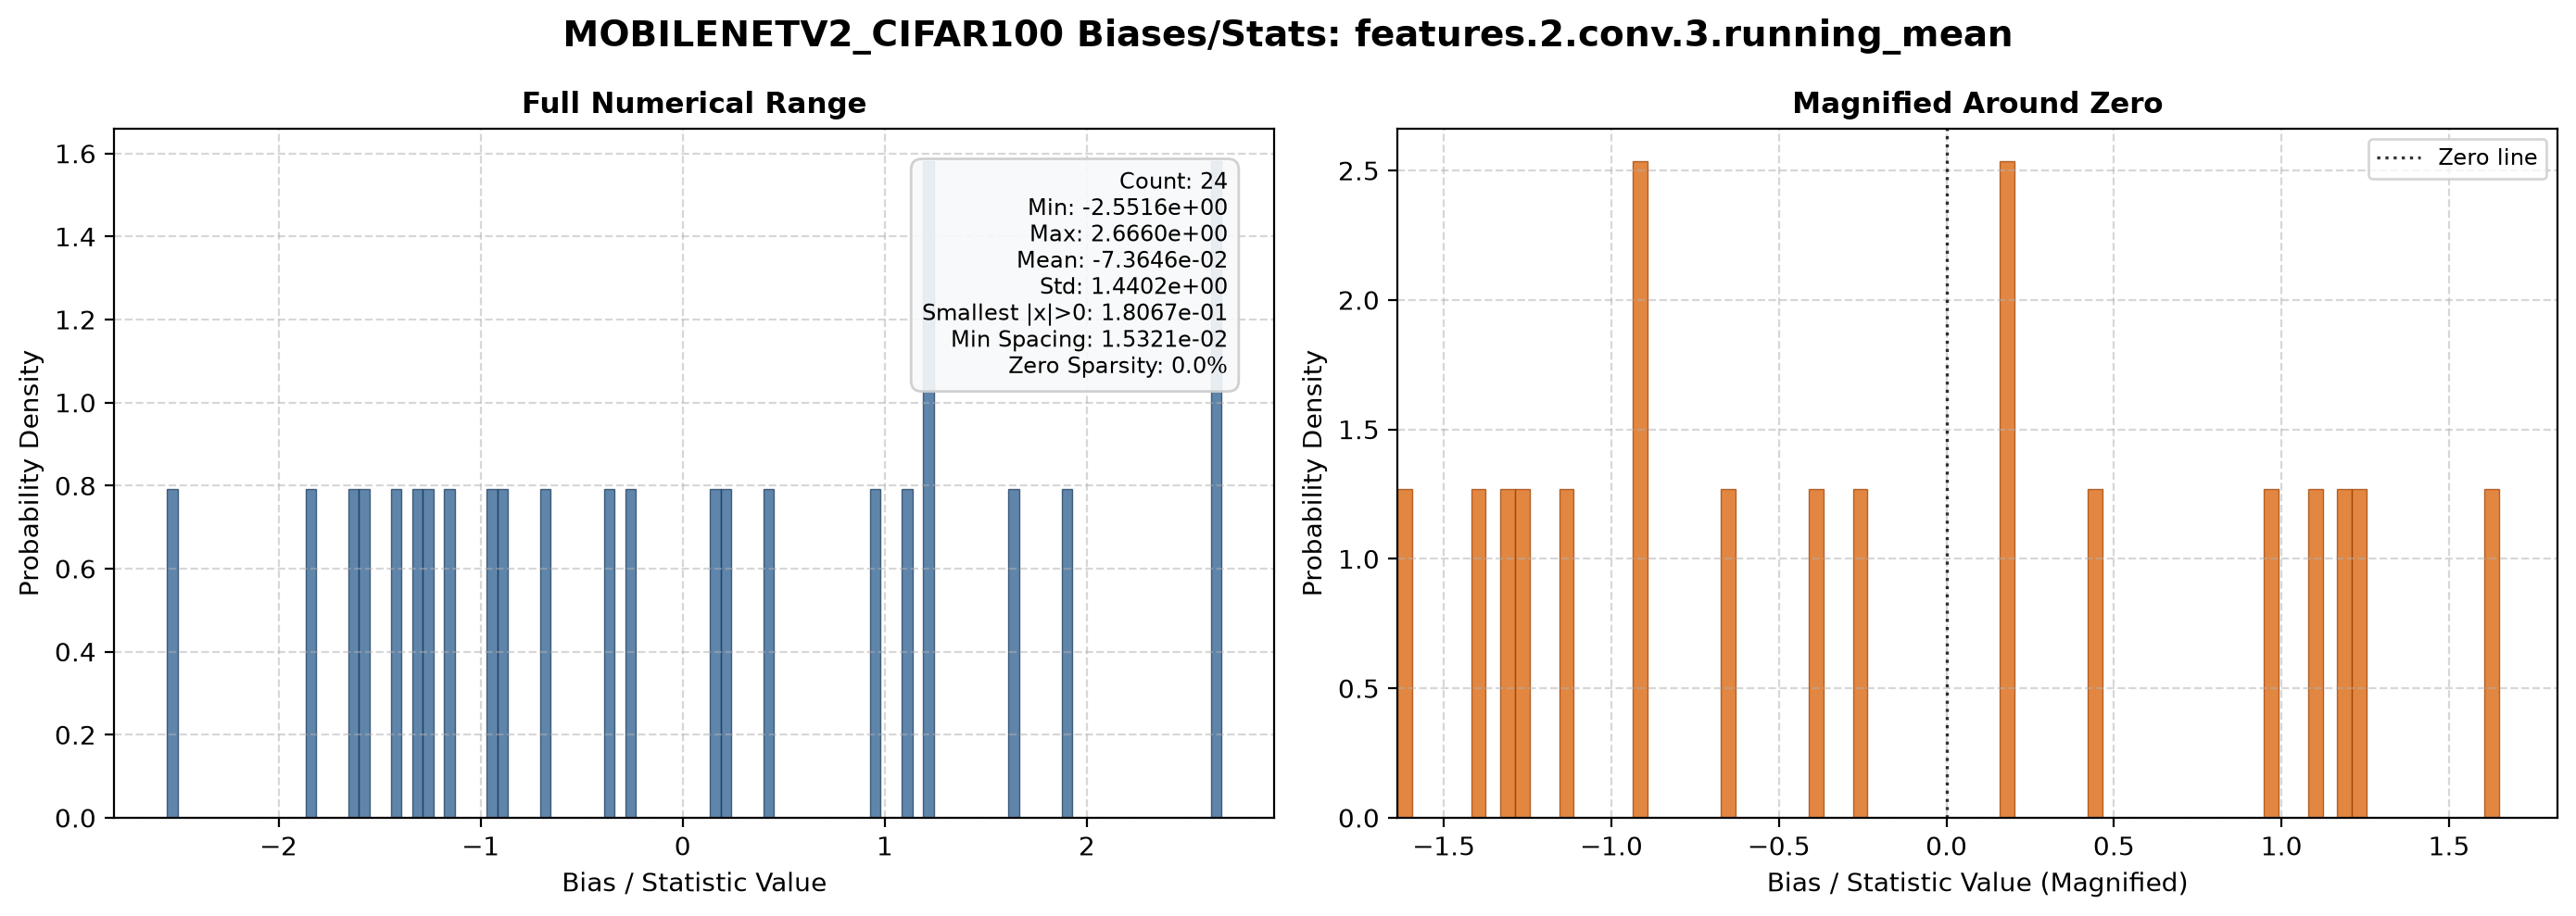 MOBILENETV2_CIFAR100 Biases/Stats: features.2.conv.3.running_mean
Full Numerical Range
Probability Density
1.6
1.4
1.2
1.0
0.8
0.6
0.4
0.2
0.0
Count: 24
Min: -2.5516e+00
Max: 2.6660e+00
Mean: -7.3646e-02
Std: 1.4402e+00
Smallest |x|>0: 1.8067e-01
Min Spacing: 1.5321e-02
Zero Sparsity: 0.0%
−2 −1 0 1 2
Bias / Statistic Value
Magnified Around Zero
Probability Density
2.5
2.0
1.5
1.0
0.5
0.0
Zero line
−1.5 −1.0 −0.5 0.0 0.5 1.0 1.5
Bias / Statistic Value (Magnified)